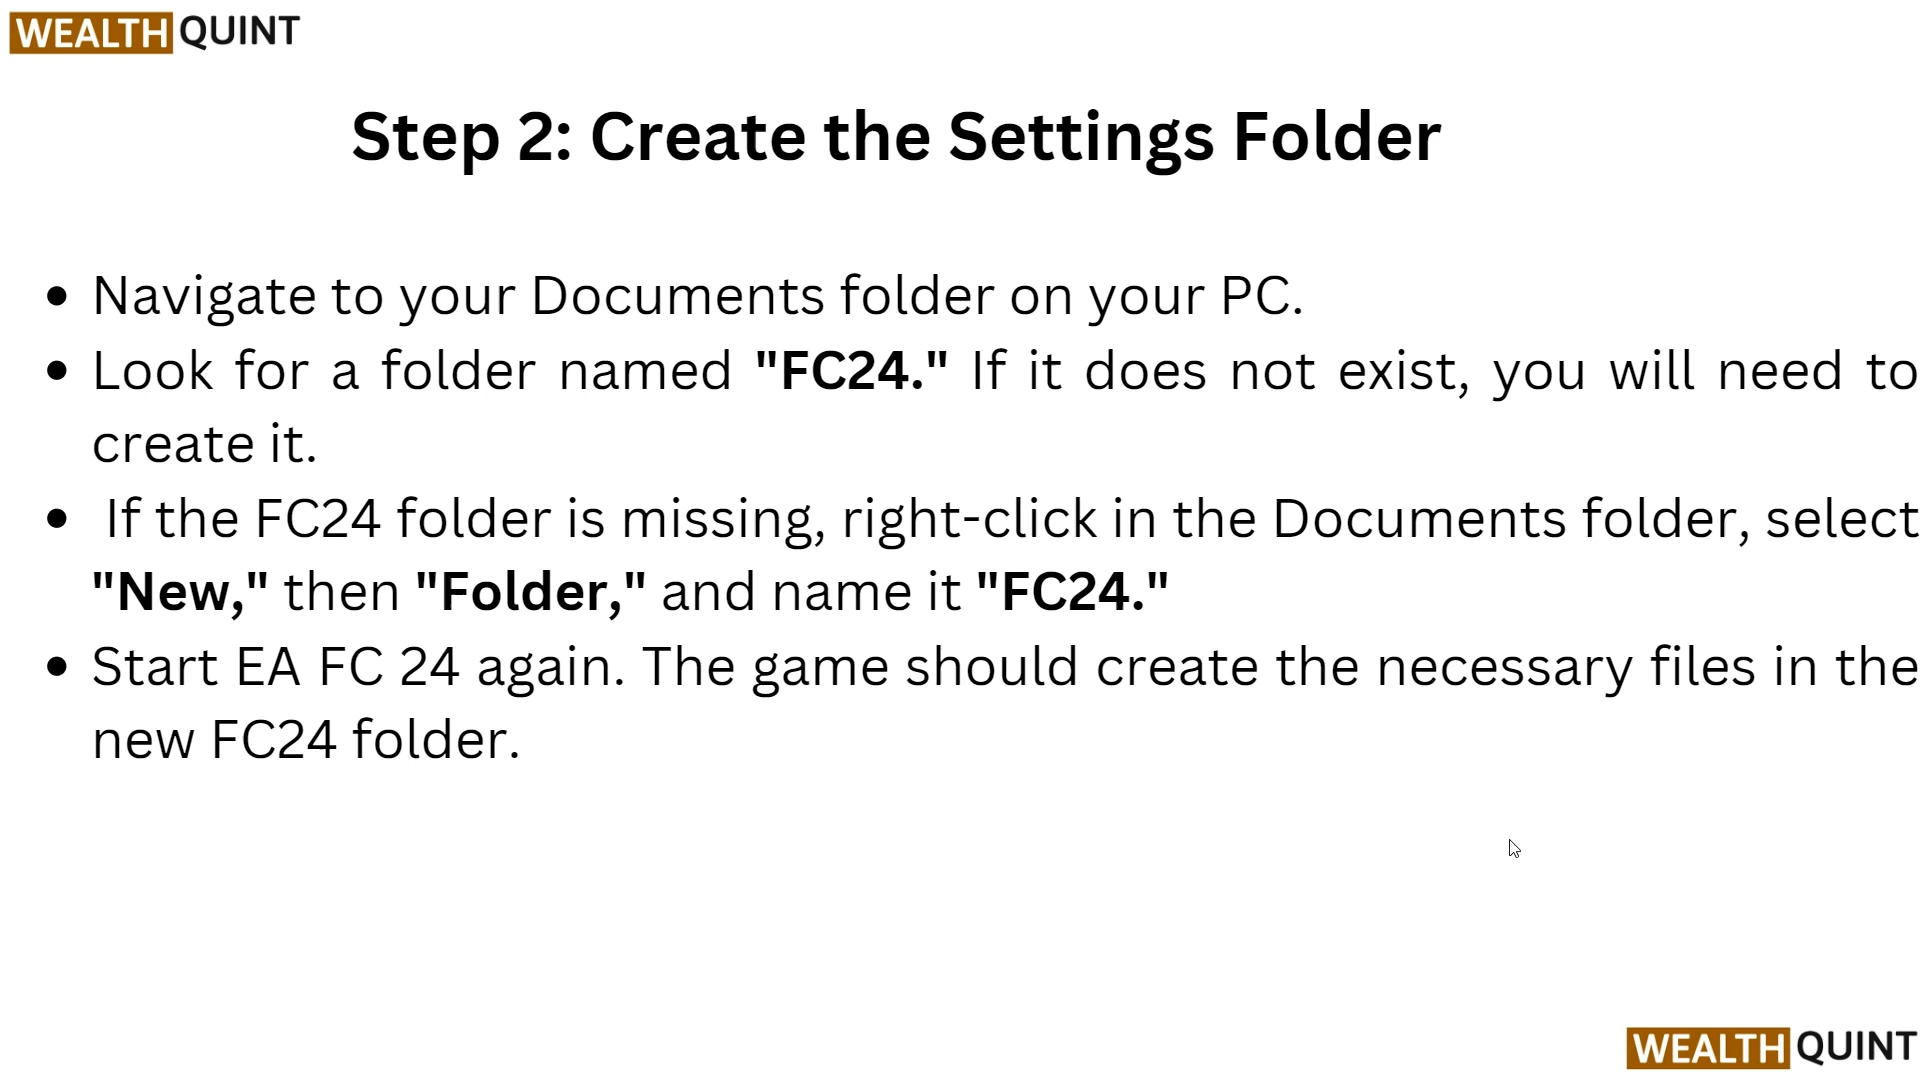 WEALTH QUINT
Step 2: Create the Settings Folder
• Navigate to your Documents folder on your PC.
• Look for a folder named "FC24." If it does not exist, you will need to
create it.
• If the FC24 folder is missing, right-click in the Documents folder, select
"New," then "Folder," and name it "FC24."
• Start EA FC 24 again. The game should create the necessary files in the
new FC24 folder.
WEALTH QUINT